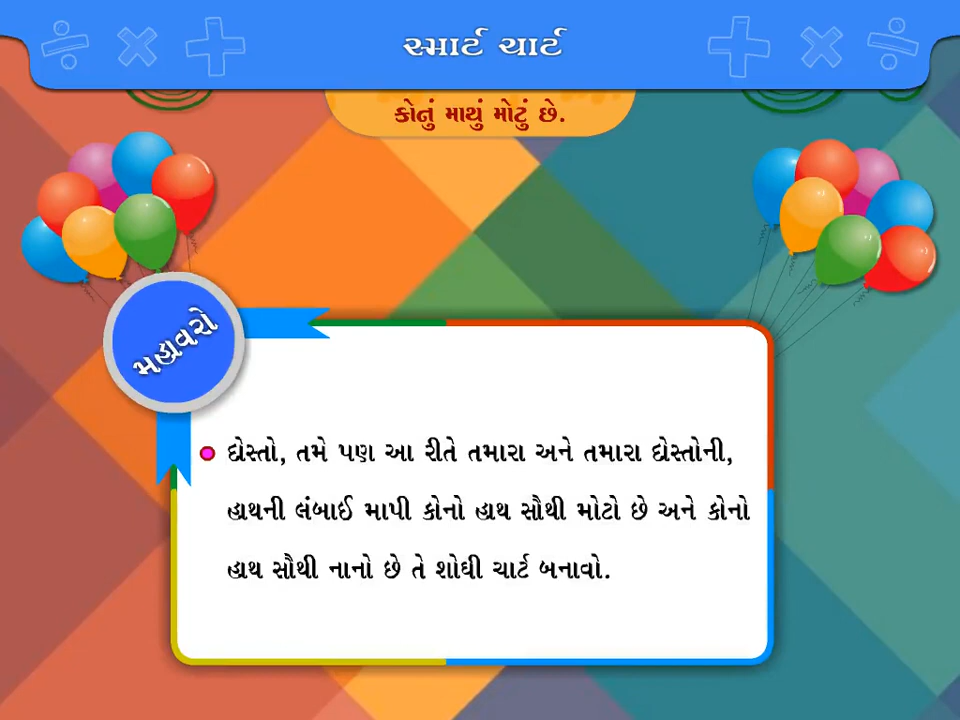 સ્માર્ટ ચાર્ટ
કોનું માથું મોટું છે.
મહાવરો
દોસ્તો, તમે પણ આ રીતે તમારા અને તમારા દોસ્તોની,
હાથની લંબાઈ માપી કોનો હાથ સૌથી મોટો છે અને કોનો
હાથ સૌથી નાનો છે તે શોધી ચાર્ટ બનાવો.